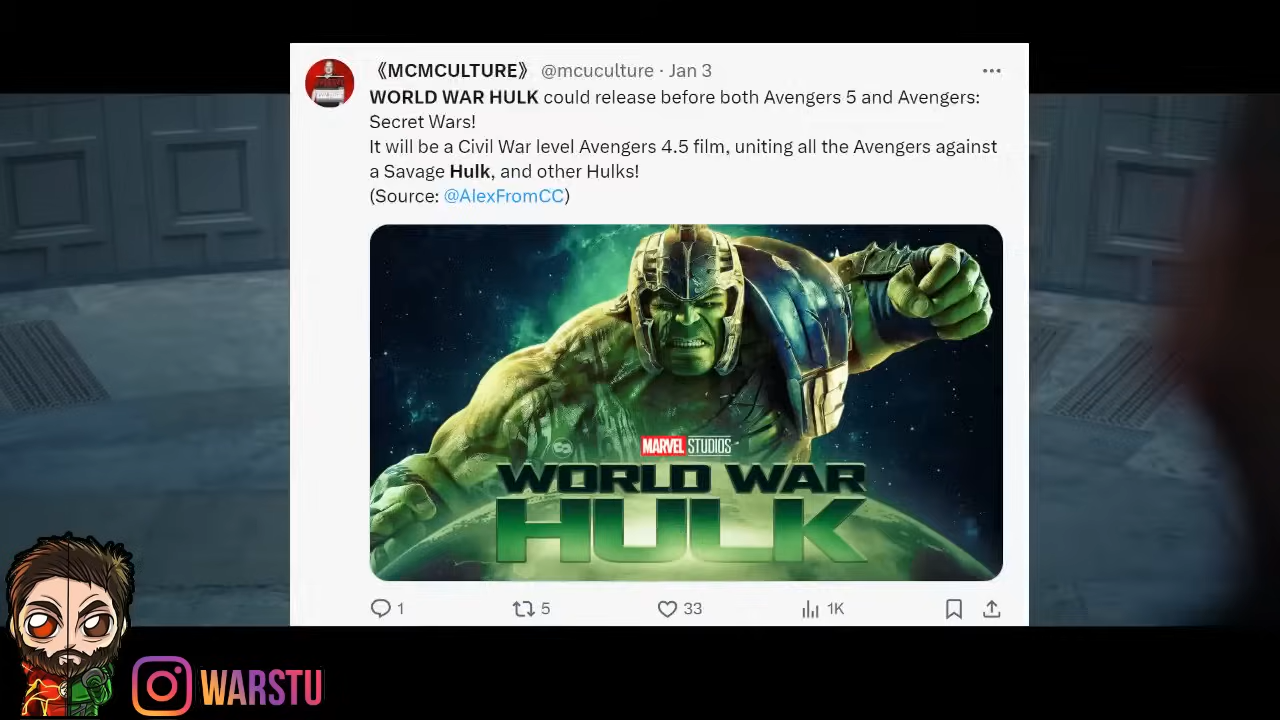 《MCMCULTURE》 @mcuculture · Jan 3
WORLD WAR HULK could release before both Avengers 5 and Avengers:
Secret Wars!
It will be a Civil War level Avengers 4.5 film, uniting all the Avengers against
a Savage Hulk, and other Hulks!
(Source: @AlexFromCC)
MARVEL STUDIOS
WORLD WAR
HULK
1 5 33 1K
WARSTU